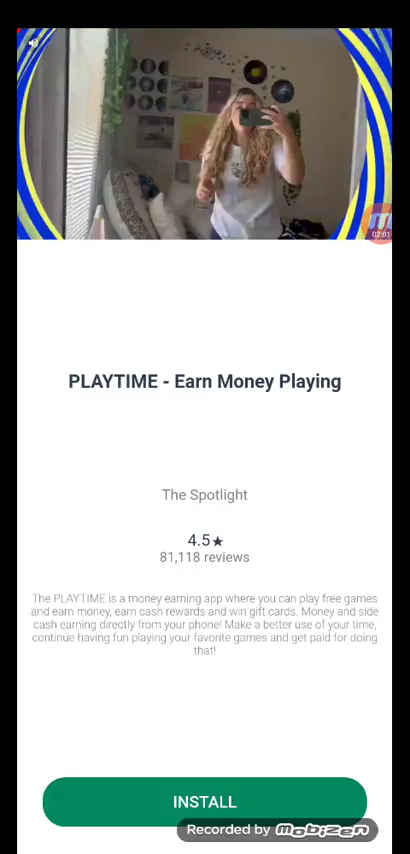 02:01
PLAYTIME - Earn Money Playing
The Spotlight
4.5★
81,118 reviews
The PLAYTIME is a money earning app where you can play free games
and earn money, earn cash rewards and win gift cards. Money and side
cash earning directly from your phone! Make a better use of your time,
continue having fun playing your favorite games and get paid for doing
that!
INSTALL
Recorded by Mobizen